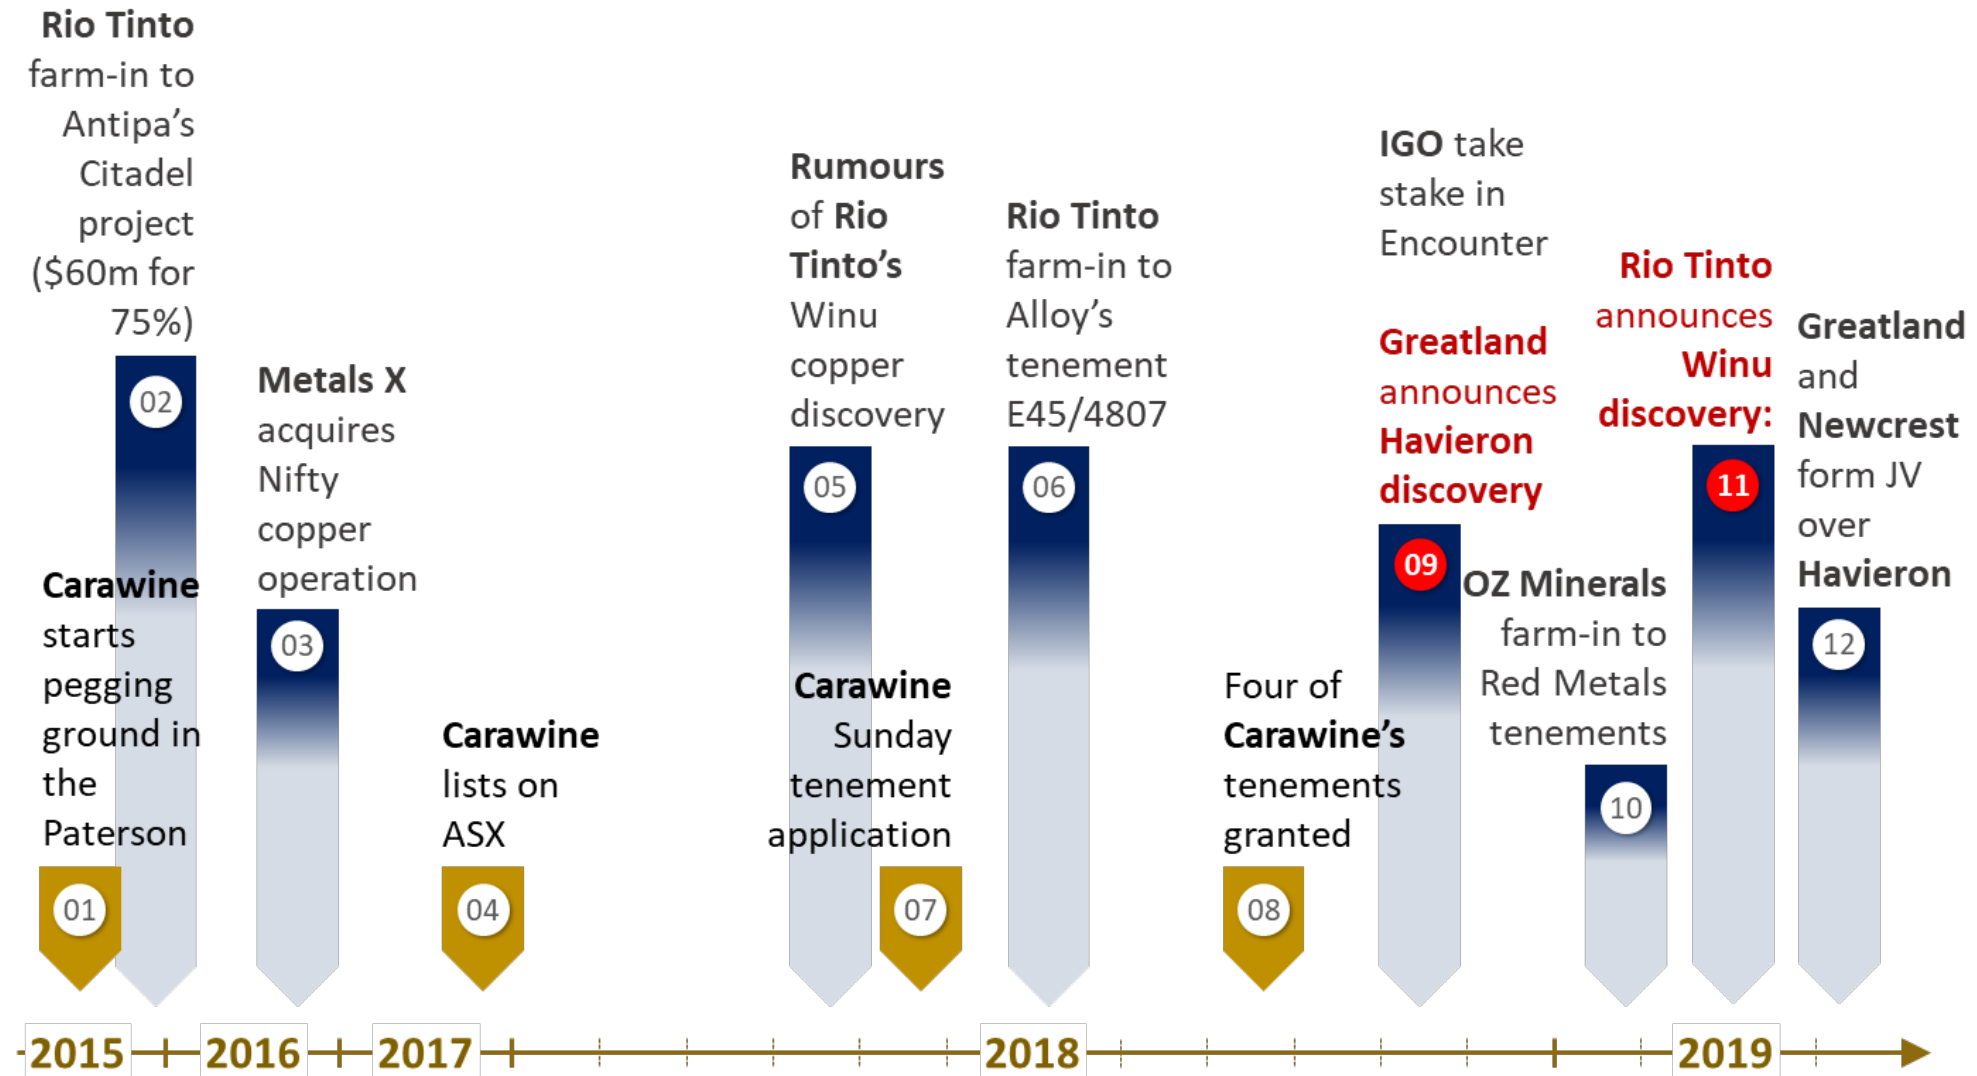 Rio Tinto
farm-in to
Antipa's
Citadel
project
($60m for
75%)
02
Carawine
starts
pegging
ground in
the
Paterson
01
Metals X
acquires
Nifty
copper
operation
03
Carawine
lists on
ASX
04
Rumours
of Rio
Tinto's
Winu
copper
discovery
05
Carawine
Sunday
tenement
application
07
Rio Tinto
farm-in to
Alloy's
tenement
E45/4807
06
Four of
Carawine's
tenements
granted
08
IGO take
stake in
Encounter
Greatland
announces
Havieron
discovery
09
OZ Minerals
farm-in to
Red Metals
tenements
10
Rio Tinto
announces
Winu
discovery:
11
Greatland
and
Newcrest
form JV
over
Havieron
12
2015
2016
2017
2018
2019